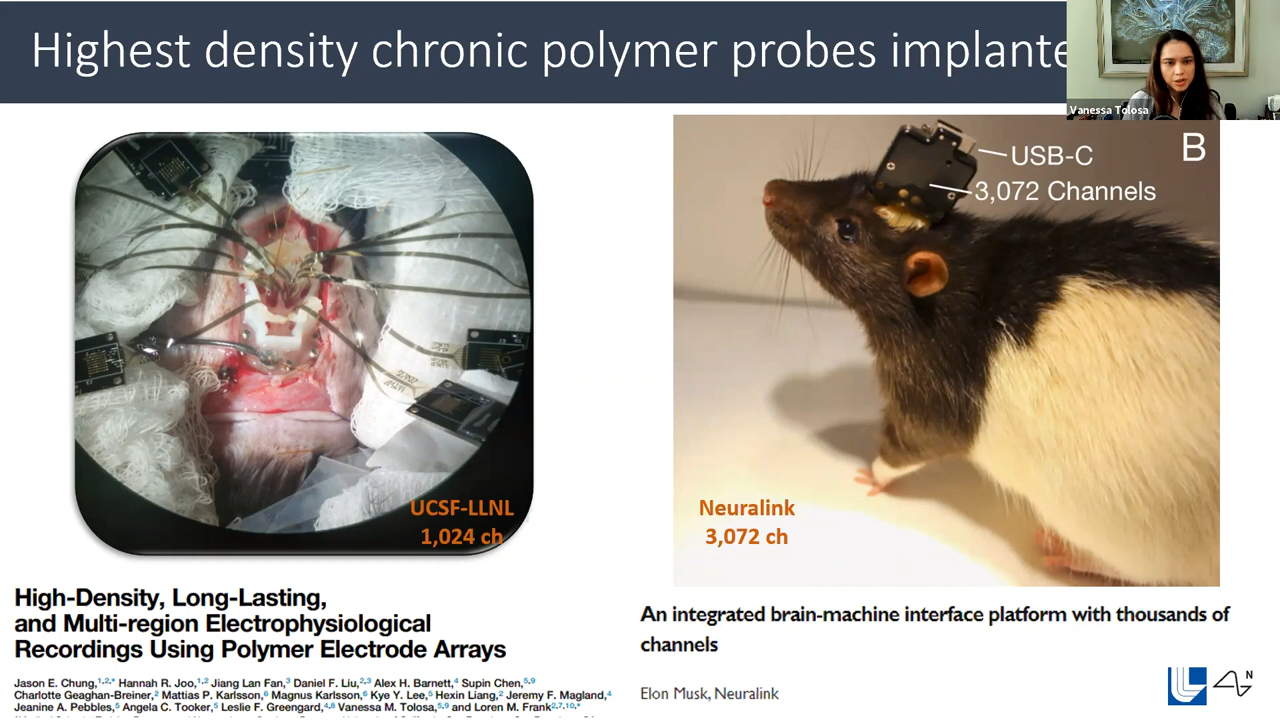 Highest density chronic polymer probes implante
Vanessa Tolosa
B
USB-C
3,072 Channels
UCSF-LLNL
1,024 ch
Neuralink
3,072 ch
High-Density, Long-Lasting,
and Multi-region Electrophysiological
Recordings Using Polymer Electrode Arrays
Jason E. Chung,1,2,* Hannah R. Joo,1,2 Jiang Lan Fan,3 Daniel F. Liu,2,3 Alex H. Barnett,4 Supin Chen,5,9
Charlotte Geaghan-Breiner,2 Mattias P. Karlsson,6 Magnus Karlsson,6 Kye Y. Lee,5 Hexin Liang,2 Jeremy F. Magland,4
Jeanine A. Pebbles,5 Angela C. Tooker,5 Leslie F. Greengard,4,8 Vanessa M. Tolosa,5,9 and Loren M. Frank2,7,10,*
An integrated brain-machine interface platform with thousands of
channels
Elon Musk, Neuralink
N